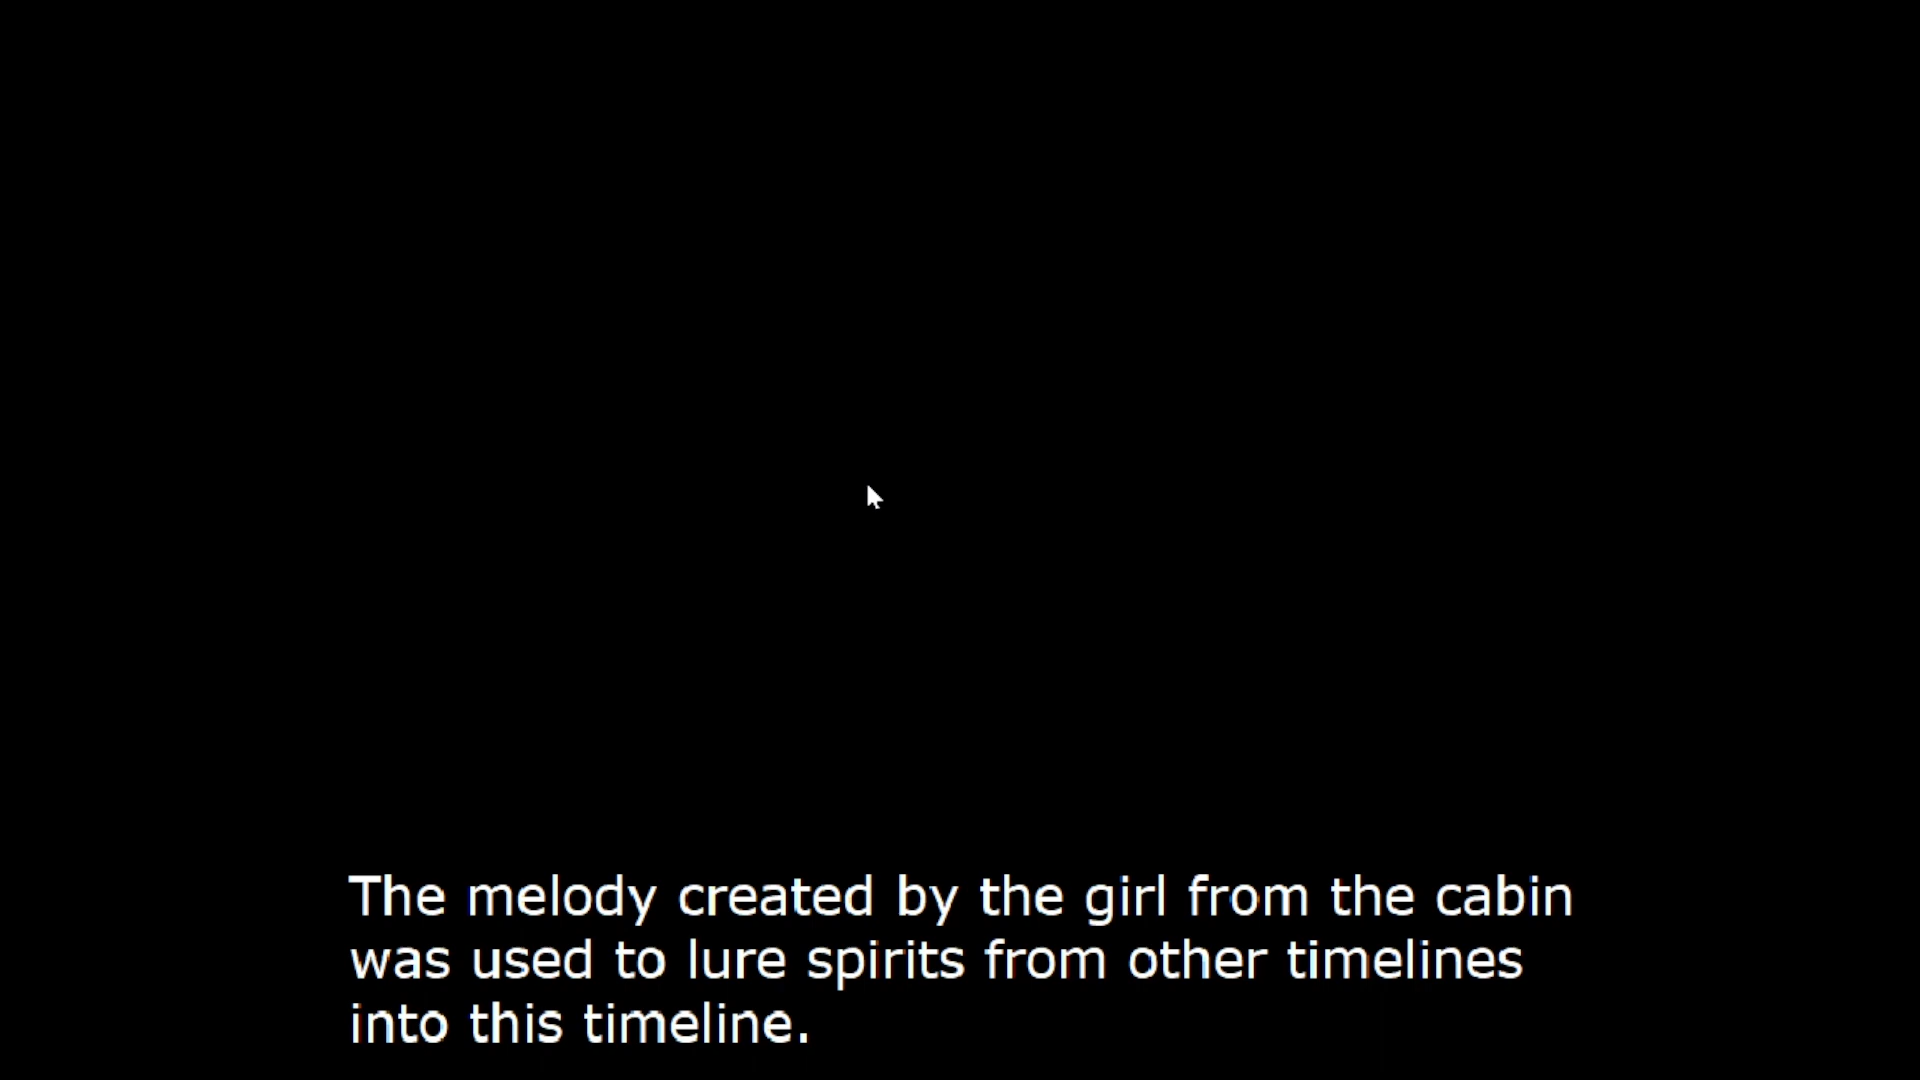 The melody created by the girl from the cabin
was used to lure spirits from other timelines
into this timeline.